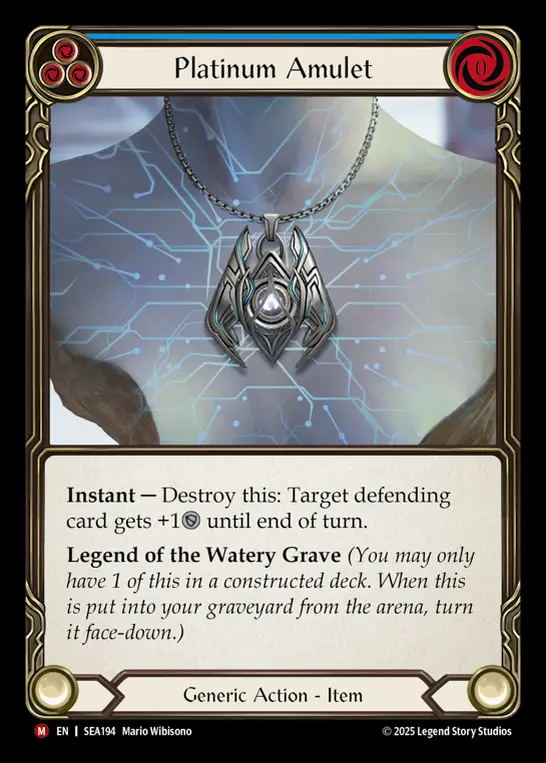 0
Platinum Amulet
Instant — Destroy this: Target defending
card gets +1 until end of turn.
Legend of the Watery Grave (You may only
have 1 of this in a constructed deck. When this
is put into your graveyard from the arena, turn
it face-down.)
Generic Action - Item
M EN | SEA194 Mario Wibisono
© 2025 Legend Story Studios